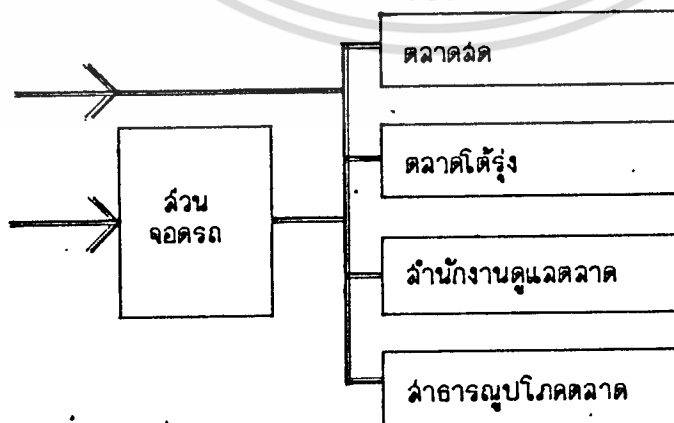 ตลาดสด
ตลาดโต้รุ่ง
ส่วน
จอดรถ
สำนักงานดูแลตลาด
สาธารณูปโภคตลาด